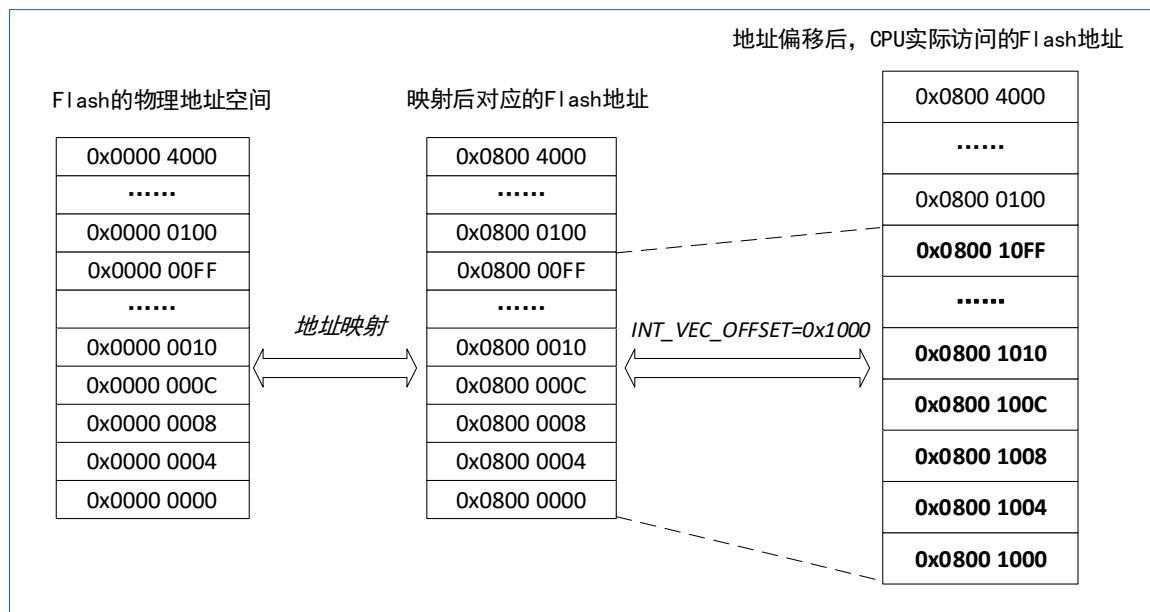 地址偏移后，CPU实际访问的Flash地址
Flash的物理地址空间
映射后对应的Flash地址
0x0000 4000
······
0x0000 0100
0x0000 00FF
······
0x0000 0010
0x0000 000C
0x0000 0008
0x0000 0004
0x0000 0000
地址映射
0x0800 4000
······
0x0800 0100
0x0800 00FF
······
0x0800 0010
0x0800 000C
0x0800 0008
0x0800 0004
0x0800 0000
INT_VEC_OFFSET=0x1000
0x0800 4000
······
0x0800 0100
0x0800 10FF
······
0x0800 1010
0x0800 100C
0x0800 1008
0x0800 1004
0x0800 1000